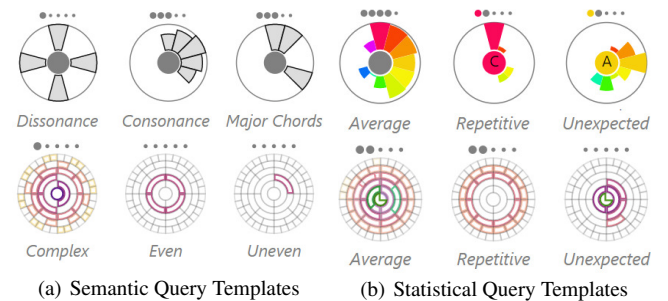 Dissonance Consonance Major Chords Average Repetitive Unexpected
C A
Complex Even Uneven Average Repetitive Unexpected
(a) Semantic Query Templates (b) Statistical Query Templates